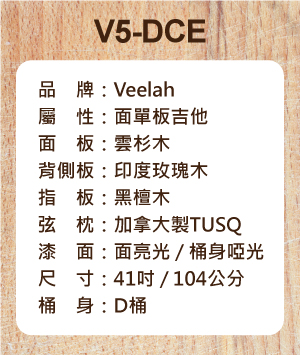 V5-DCE
品　牌：Veelah
屬　性：面單板吉他
面　板：雲杉木
背側板：印度玫瑰木
指　板：黑檀木
弦　枕：加拿大製TUSQ
漆　面：面亮光 / 桶身啞光
尺　寸：41吋 / 104公分
桶　身：D桶